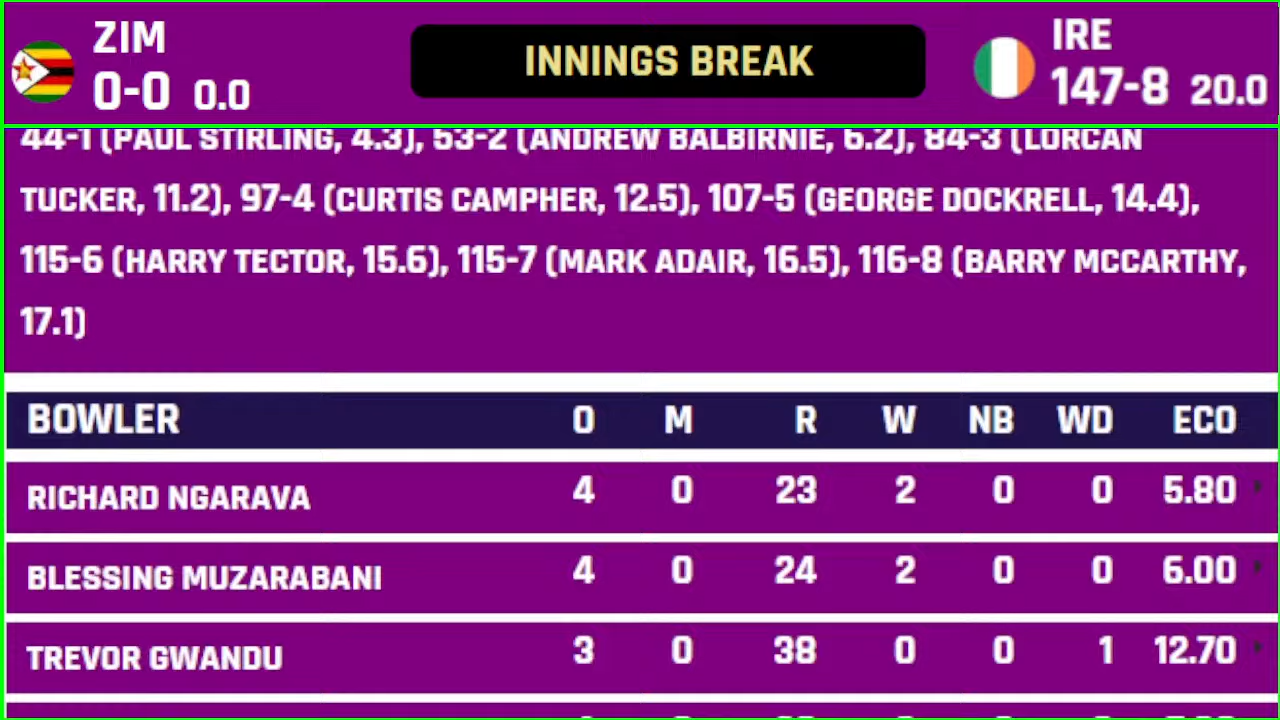 ZIM
0-0 0.0
INNINGS BREAK
IRE
147-8 20.0
44-1 (PAUL STIRLING, 4.3), 53-2 (ANDREW BALBIRNIE, 6.2), 84-3 (LORCAN
TUCKER, 11.2), 97-4 (CURTIS CAMPHER, 12.5), 107-5 (GEORGE DOCKRELL, 14.4),
115-6 (HARRY TECTOR, 15.6), 115-7 (MARK ADAIR, 16.5), 116-8 (BARRY MCCARTHY,
17.1)
BOWLER O M R W NB WD ECO
RICHARD NGARAVA 4 0 23 2 0 0 5.80
BLESSING MUZARABANI 4 0 24 2 0 0 6.00
TREVOR GWANDU 3 0 38 0 0 1 12.70